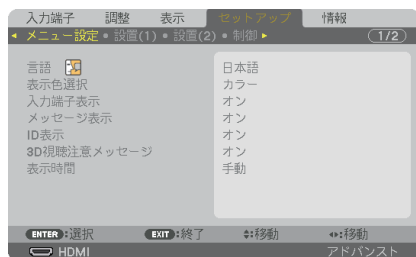 入力端子 調整 表示 セットアップ 情報
メニュー設定 • 設置(1) • 設置(2) • 制御 1/2
言語 日本語
表示色選択 カラー
入力端子表示 オン
メッセージ表示 オン
ID表示 オン
3D視聴注意メッセージ オン
表示時間 手動
ENTER:選択 EXIT:終了 :移動 :移動
HDMI アドバンスト